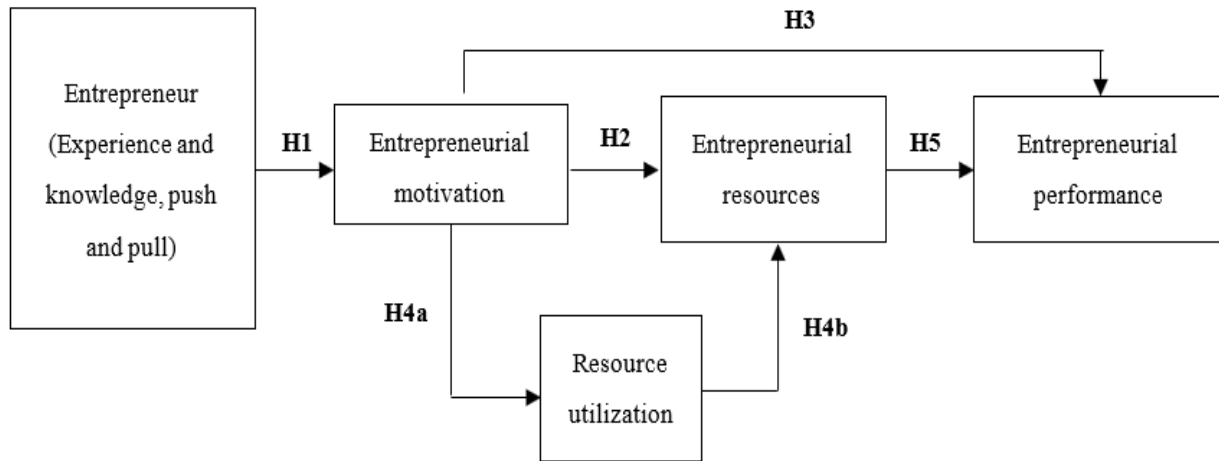 H3
Entrepreneur
(Experience and
knowledge, push
and pull)
H1
Entrepreneurial
motivation
H2
Entrepreneurial
resources
H5
Entrepreneurial
performance
H4a
Resource
utilization
H4b